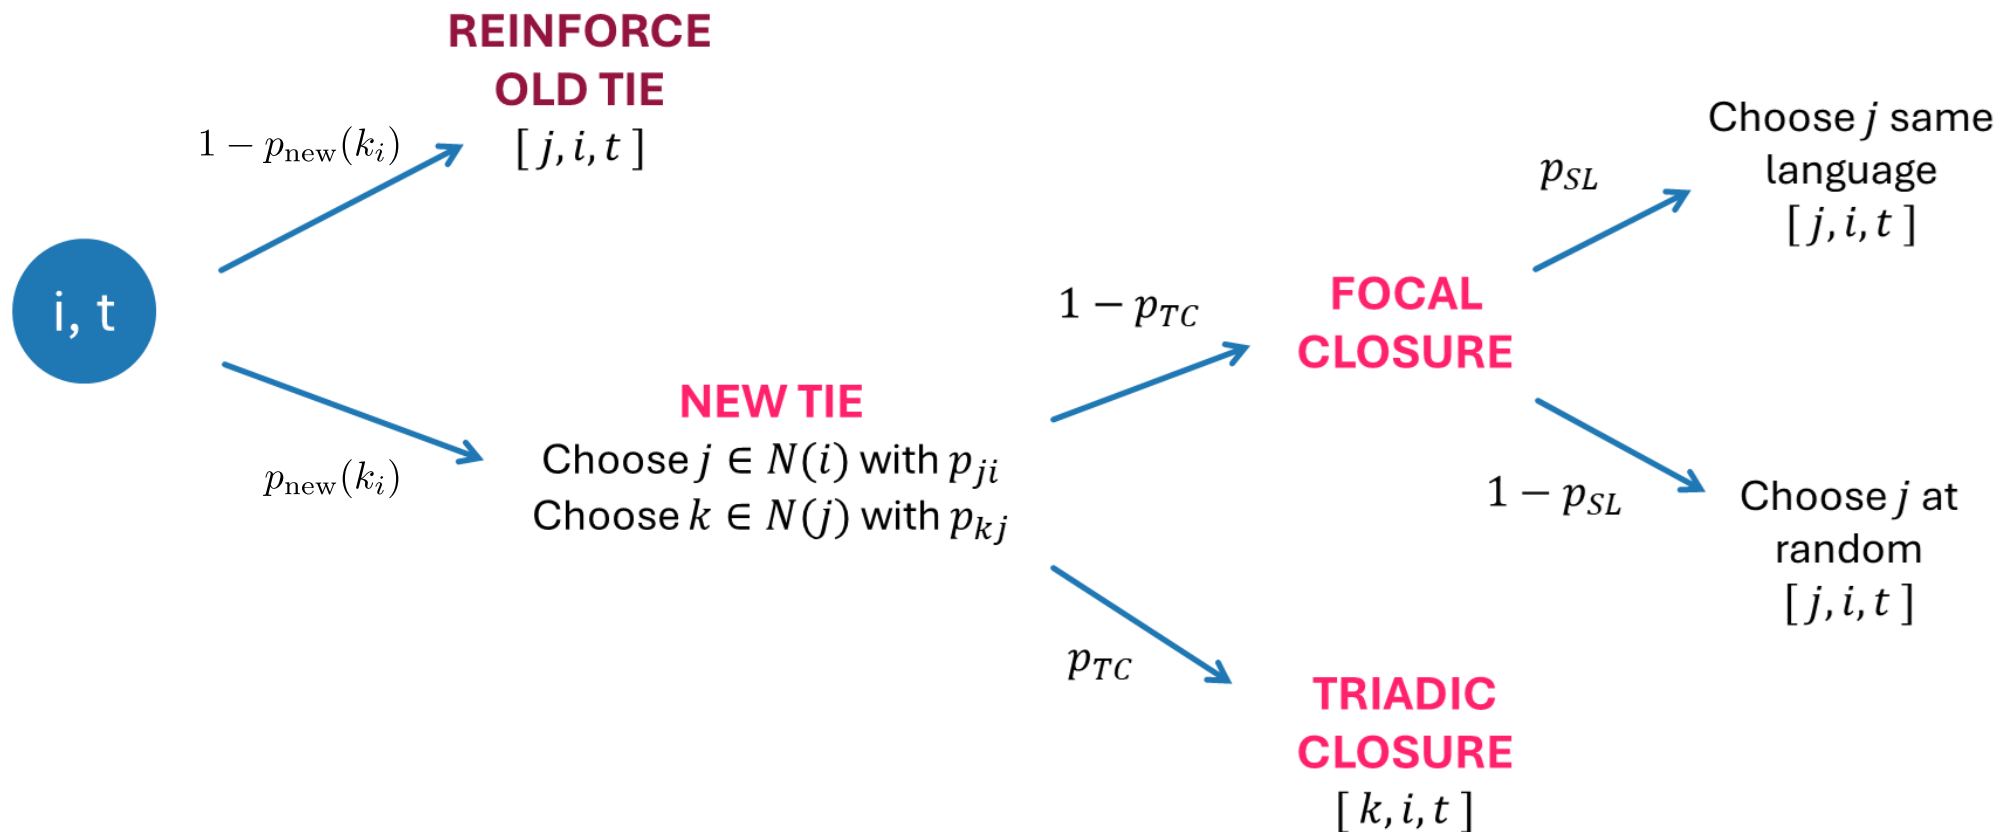 REINFORCE
OLD TIE
[ j, i, t ]
1 − p_new(k_i)
i, t
p_new(k_i)
NEW TIE
Choose j ∈ N(i) with p_ji
Choose k ∈ N(j) with p_kj
1 − p_TC
FOCAL
CLOSURE
p_SL
Choose j same
language
[ j, i, t ]
1 − p_SL
Choose j at
random
[ j, i, t ]
p_TC
TRIADIC
CLOSURE
[ k, i, t ]